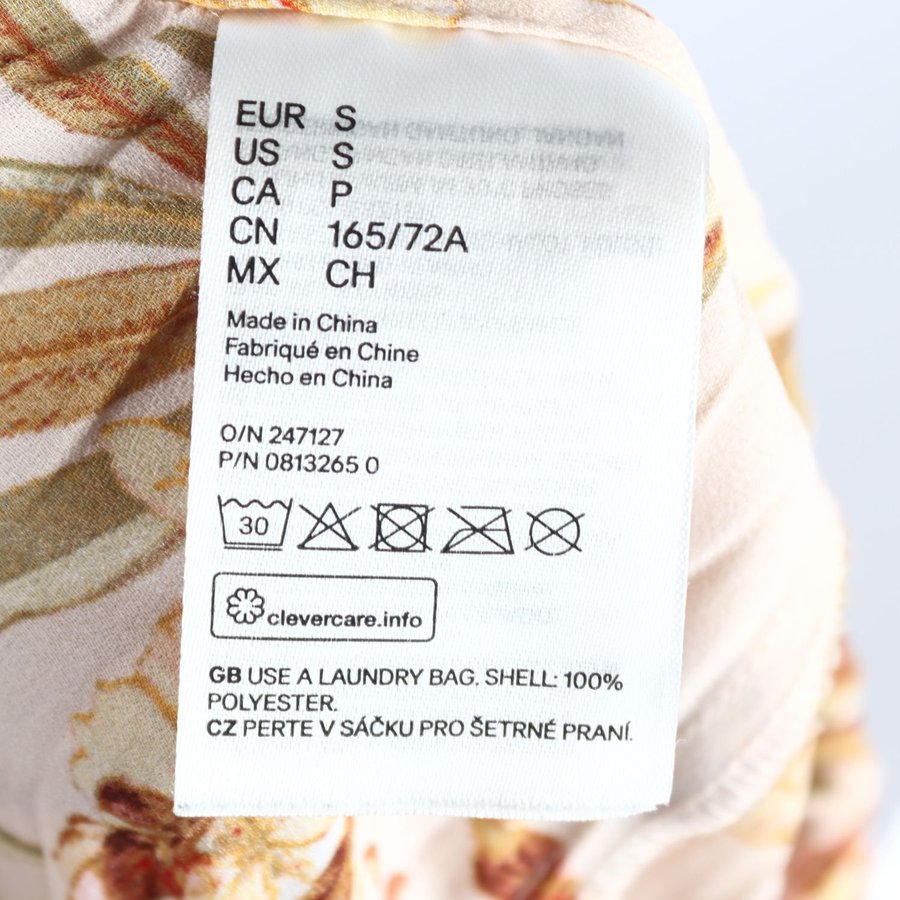 EUR S
US S
CA P
CN 165/72A
MX CH
Made in China
Fabriqué en Chine
Hecho en China
O/N 247127
P/N 0813265 0
30
clevercare.info
GB USE A LAUNDRY BAG. SHELL: 100%
POLYESTER.
CZ PERTE V SÁČKU PRO ŠETRNÉ PRANÍ.